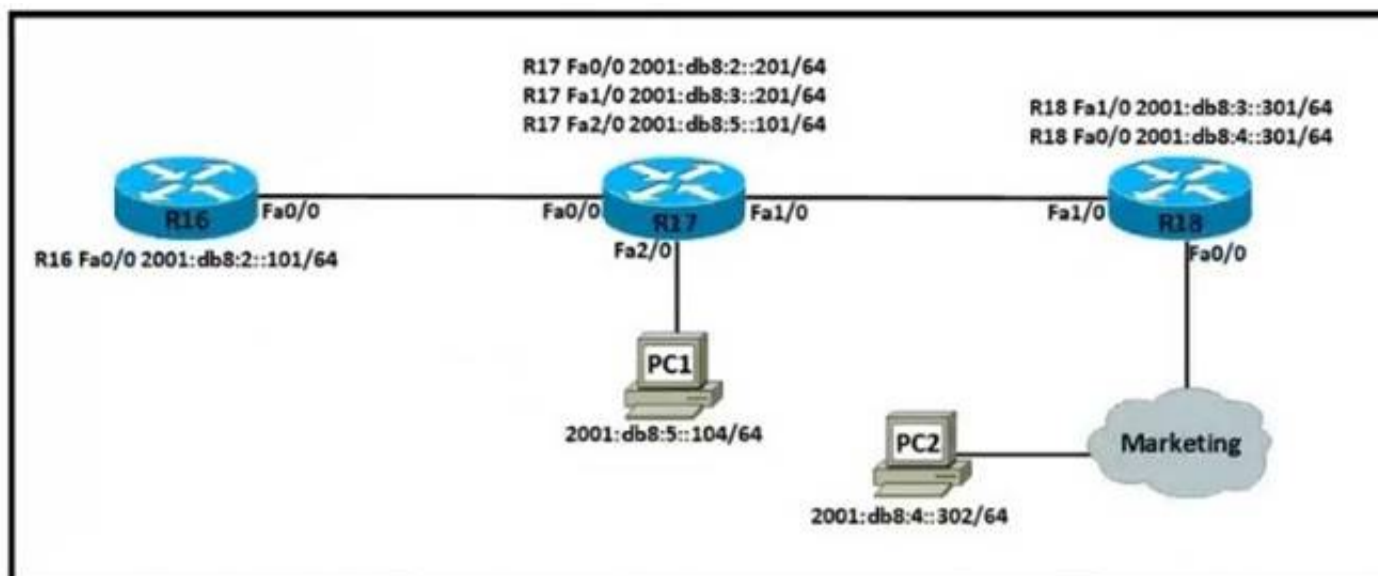 R17 Fa0/0 2001:db8:2::201/64
R17 Fa1/0 2001:db8:3::201/64
R17 Fa2/0 2001:db8:5::101/64
R18 Fa1/0 2001:db8:3::301/64
R18 Fa0/0 2001:db8:4::301/64
R16
Fa0/0
Fa0/0
R17
Fa1/0
Fa1/0
R18
R16 Fa0/0 2001:db8:2::101/64
Fa2/0
Fa0/0
PC1
2001:db8:5::104/64
PC2
Marketing
2001:db8:4::302/64